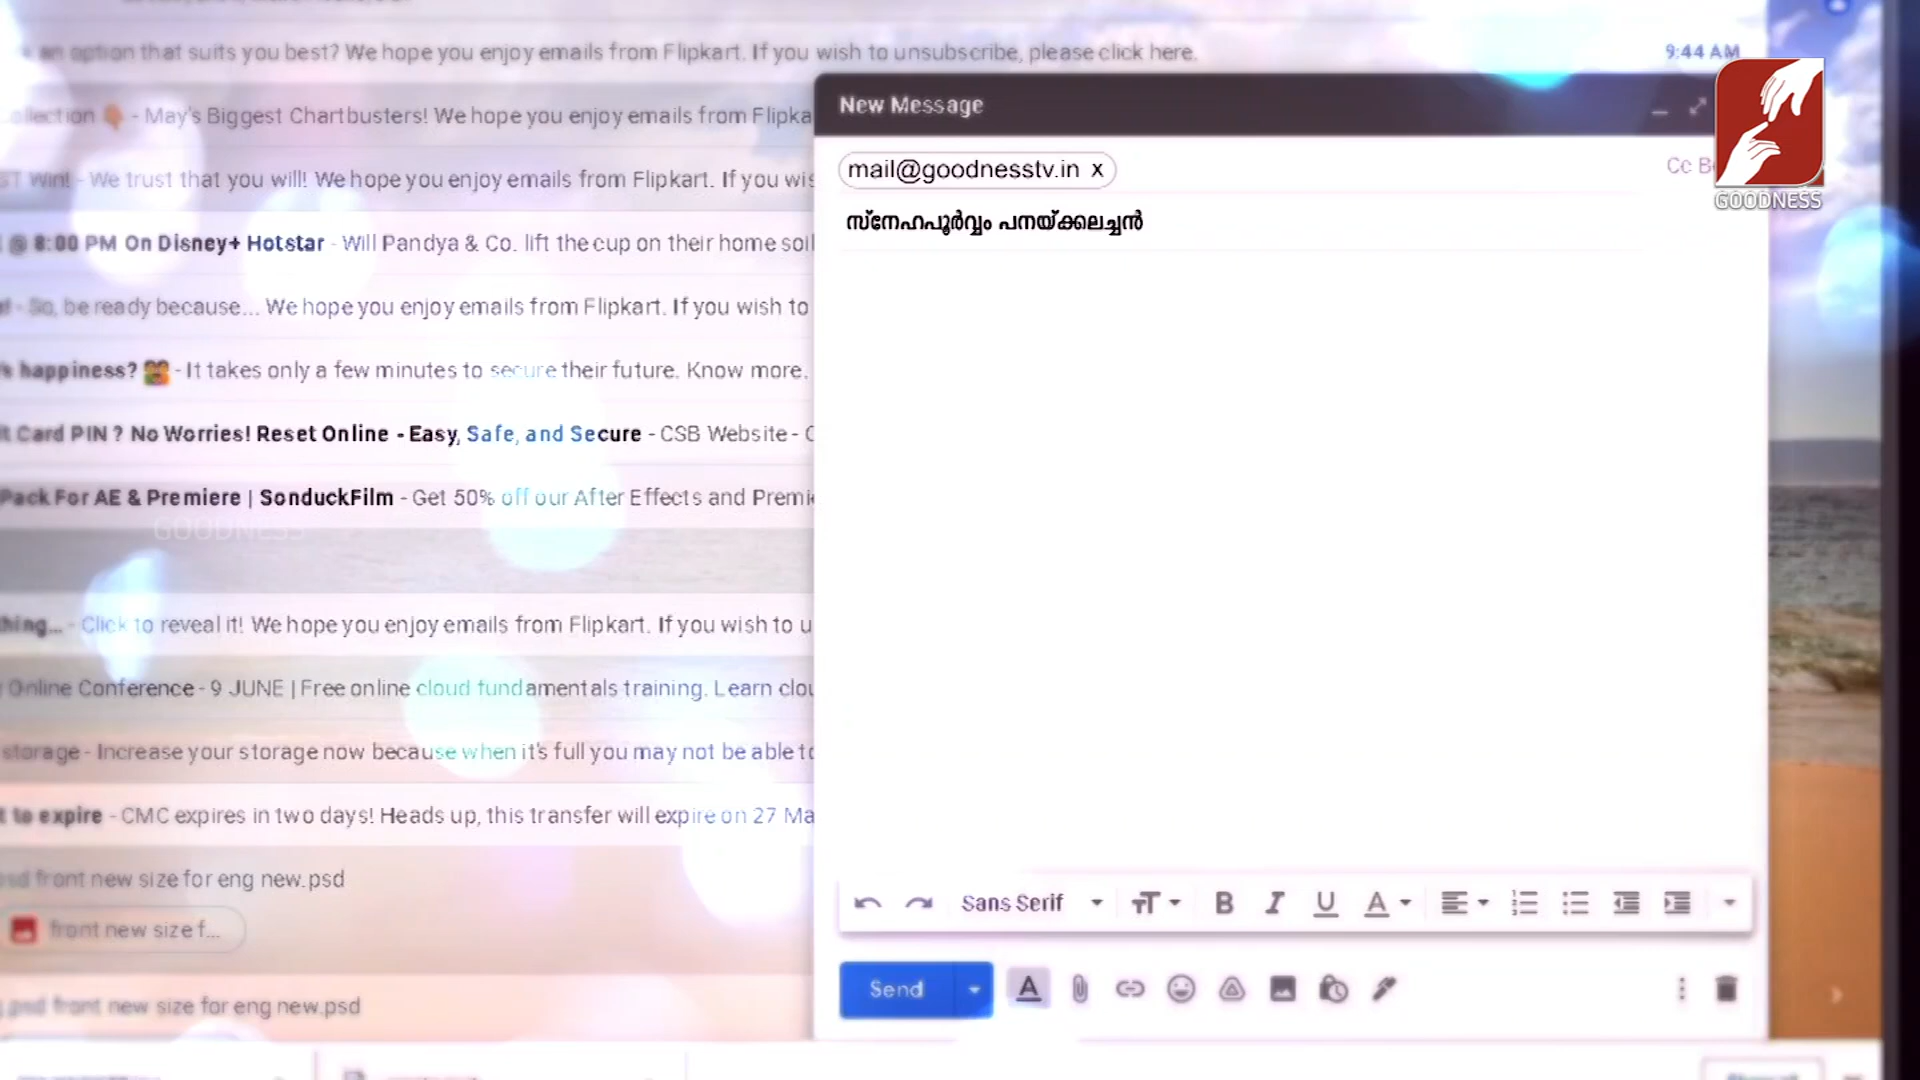 an option that suits you best? We hope you enjoy emails from Flipkart. If you wish to unsubscribe, please click here.
9:44 AM
ollection - May's Biggest Chartbusters! We hope you enjoy emails from Flipka
New Message
ST Win! - We trust that you will! We hope you enjoy emails from Flipkart. If you wis
mail@goodnesstv.in x
Cc B
GOODNESS
സ്നേഹപൂർവ്വം പനയ്ക്കലച്ചൻ
@ 8:00 PM On Disney+ Hotstar - Will Pandya & Co. lift the cup on their home soil
- So, be ready because... We hope you enjoy emails from Flipkart. If you wish to
happiness? - It takes only a few minutes to secure their future. Know more.
t Card PIN ? No Worries! Reset Online - Easy, Safe, and Secure - CSB Website - C
Pack For AE & Premiere | SonduckFilm - Get 50% off our After Effects and Premie
GOODNESS
hing... - Click to reveal it! We hope you enjoy emails from Flipkart. If you wish to u
Online Conference - 9 JUNE | Free online cloud fundamentals training. Learn clou
storage - Increase your storage now because when it's full you may not be able to
t to expire - CMC expires in two days! Heads up, this transfer will expire on 27 Ma
psd front new size for eng new.psd
Sans Serif
front new size f...
Send
psd front new size for eng new.psd